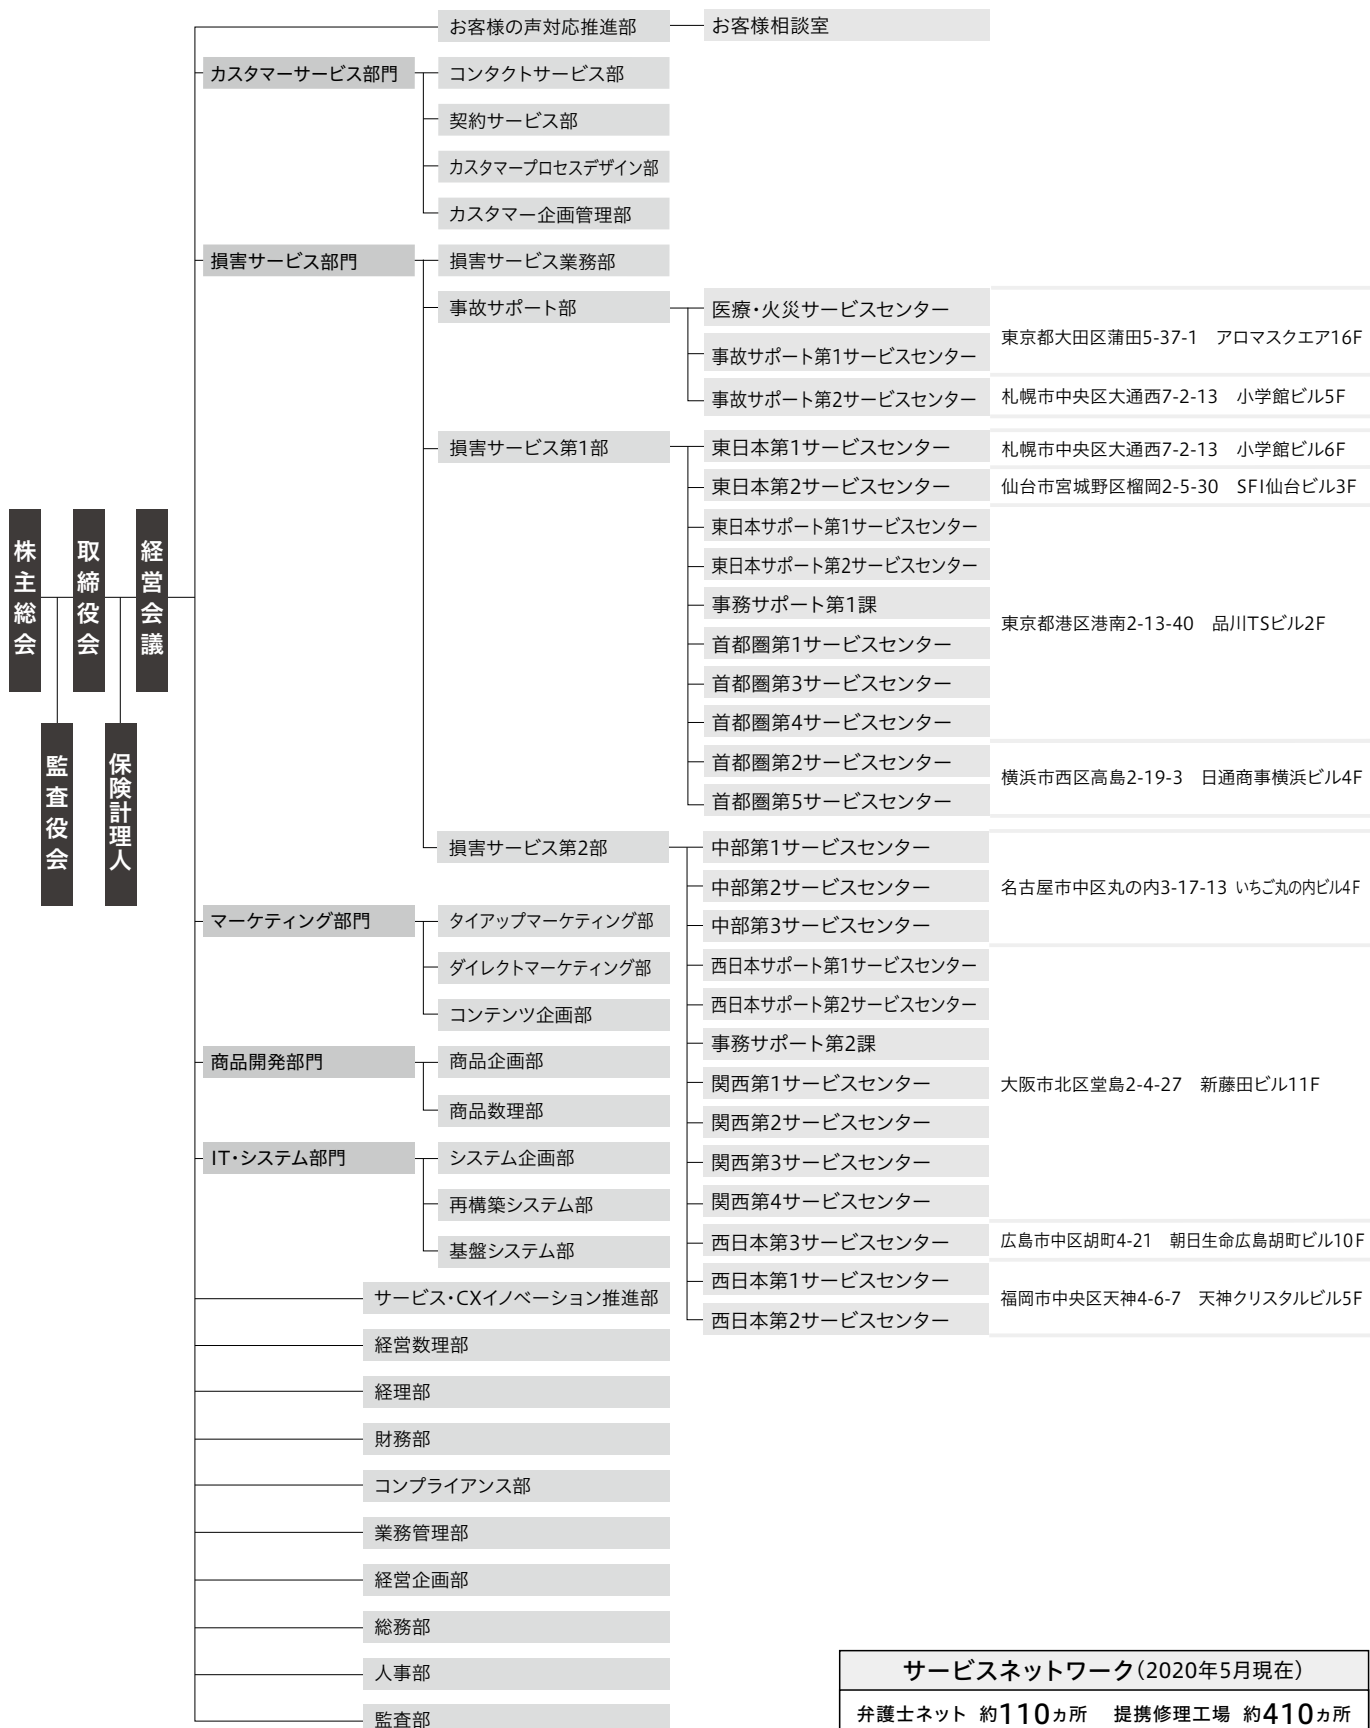 株主総会
取締役会
経営会議
監査役会
保険計理人
お客様の声対応推進部
お客様相談室
カスタマーサービス部門
コンタクトサービス部
契約サービス部
カスタマープロセスデザイン部
カスタマー企画管理部
損害サービス部門
損害サービス業務部
事故サポート部
医療・火災サービスセンター
事故サポート第1サービスセンター
東京都大田区蒲田5-37-1 アロマスクエア16F
事故サポート第2サービスセンター
札幌市中央区大通西7-2-13 小学館ビル5F
損害サービス第1部
東日本第1サービスセンター
札幌市中央区大通西7-2-13 小学館ビル6F
東日本第2サービスセンター
仙台市宮城野区榴岡2-5-30 SFI仙台ビル3F
東日本サポート第1サービスセンター
東日本サポート第2サービスセンター
事務サポート第1課
首都圏第1サービスセンター
首都圏第3サービスセンター
首都圏第4サービスセンター
東京都港区港南2-13-40 品川TSビル2F
首都圏第2サービスセンター
首都圏第5サービスセンター
横浜市西区高島2-19-3 日通商事横浜ビル4F
損害サービス第2部
中部第1サービスセンター
中部第2サービスセンター
中部第3サービスセンター
名古屋市中区丸の内3-17-13 いちご丸の内ビル4F
西日本サポート第1サービスセンター
西日本サポート第2サービスセンター
事務サポート第2課
関西第1サービスセンター
関西第2サービスセンター
関西第3サービスセンター
関西第4サービスセンター
大阪市北区堂島2-4-27 新藤田ビル11F
西日本第3サービスセンター
広島市中区胡町4-21 朝日生命広島胡町ビル10F
西日本第1サービスセンター
西日本第2サービスセンター
福岡市中央区天神4-6-7 天神クリスタルビル5F
マーケティング部門
タイアップマーケティング部
ダイレクトマーケティング部
コンテンツ企画部
商品開発部門
商品企画部
商品数理部
IT・システム部門
システム企画部
再構築システム部
基盤システム部
サービス・CXイノベーション推進部
経営数理部
経理部
財務部
コンプライアンス部
業務管理部
経営企画部
総務部
人事部
監査部
サービスネットワーク(2020年5月現在)
弁護士ネット 約110ヵ所 提携修理工場 約410ヵ所